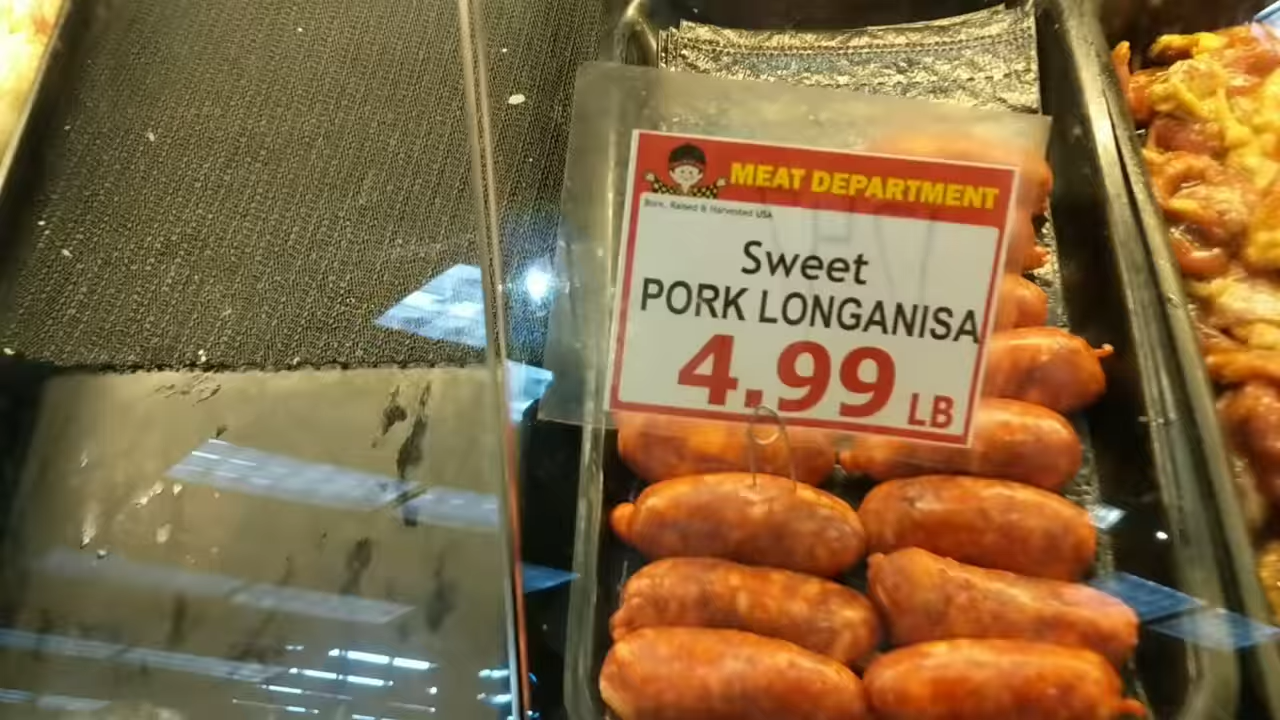 MEAT DEPARTMENT
Born, Raised & Harvested USA
Sweet
PORK LONGANISA
4.99 LB